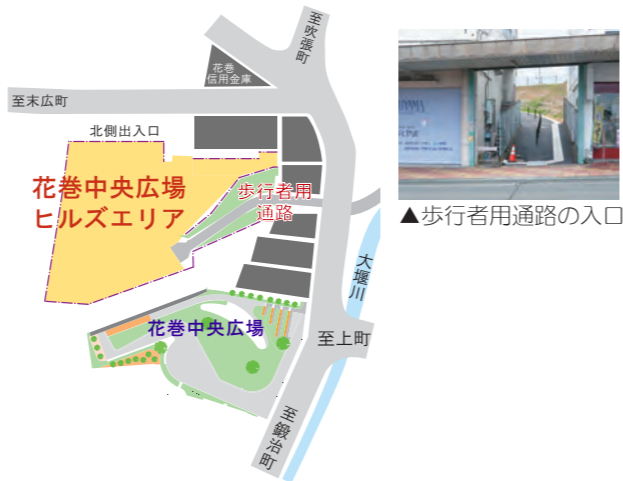 至吹張町
花巻
信用金庫
至末広町
北側出入口
花巻中央広場
ヒルズエリア
歩行者用
通路
▲歩行者用通路の入口
大堰川
花巻中央広場
至上町
至鍛治町